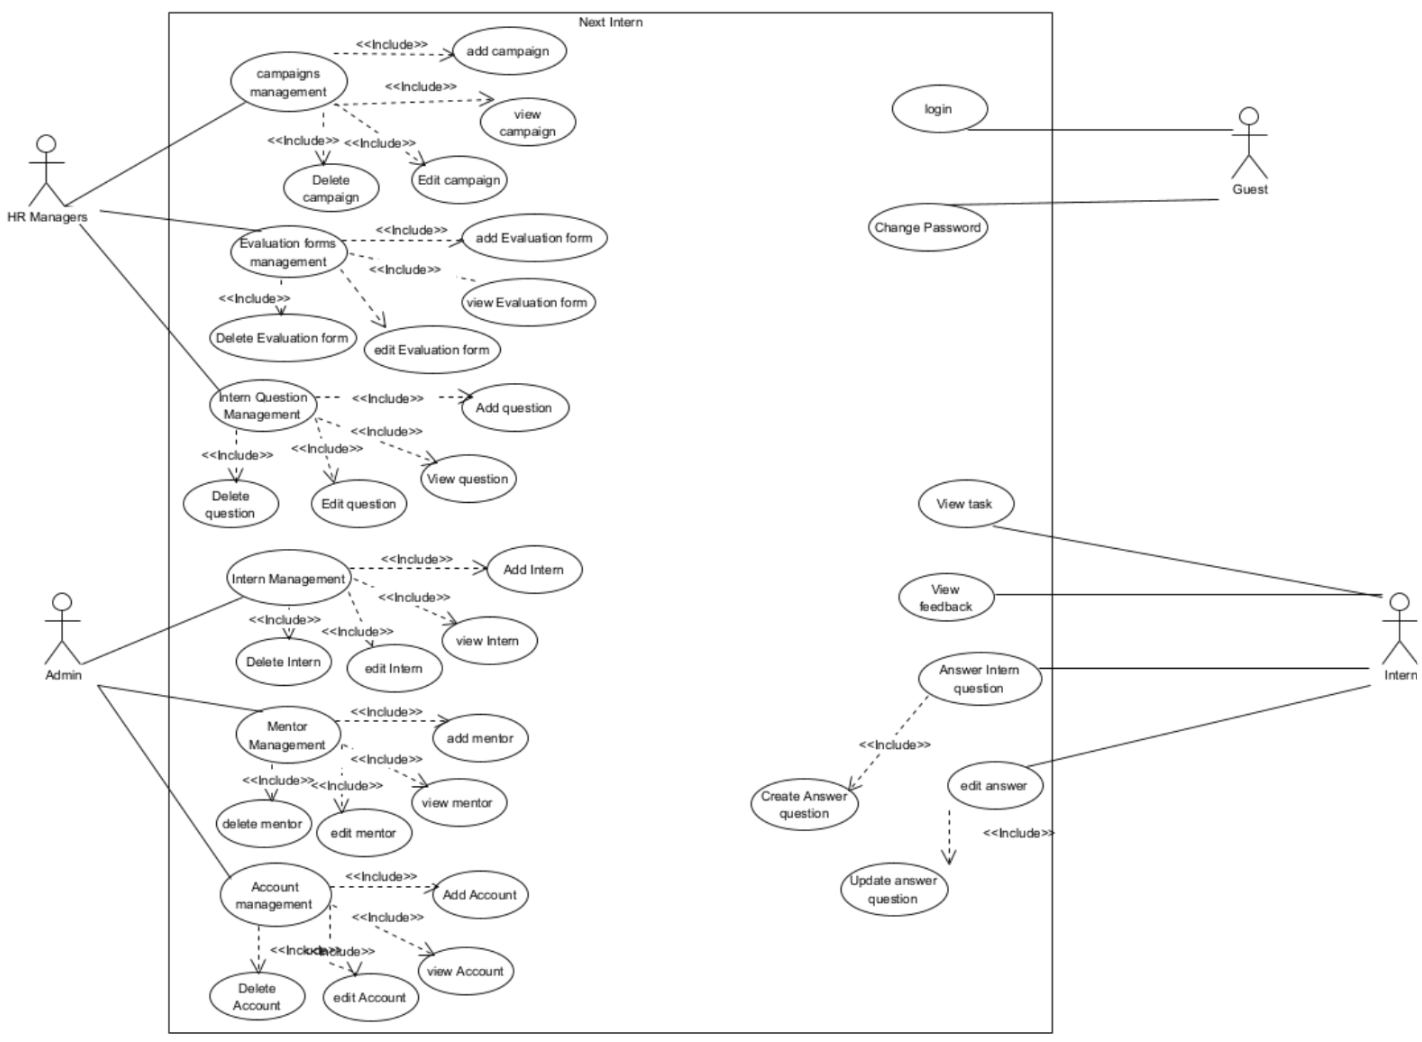 Next Intern
<<Include>>
add campaign
campaigns
management
<<Include>>
view
campaign
<<Include>>
<<Include>>
Delete
campaign
Edit campaign
HR Managers
login
Guest
Change Password
Evaluation forms
management
<<Include>>
add Evaluation form
<<Include>>
view Evaluation form
<<Include>>
Delete Evaluation form
edit Evaluation form
Intern Question
Management
<<Include>>
Add question
<<Include>>
<<Include>>
<<Include>>
View question
Delete
question
Edit question
View task
Intern Management
<<Include>>
Add Intern
<<Include>>
<<Include>>
<<Include>>
view Intern
Delete Intern
edit Intern
Admin
View
feedback
Answer Intern
question
Intern
<<Include>>
Create Answer
question
edit answer
<<Include>>
Update answer
question
Mentor
Management
<<Include>>
add mentor
<<Include>>
<<Include>>
<<Include>>
view mentor
delete mentor
edit mentor
Account
management
<<Include>>
Add Account
<<Include>>
<<Include>>
<<Include>>
view Account
Delete
Account
edit Account